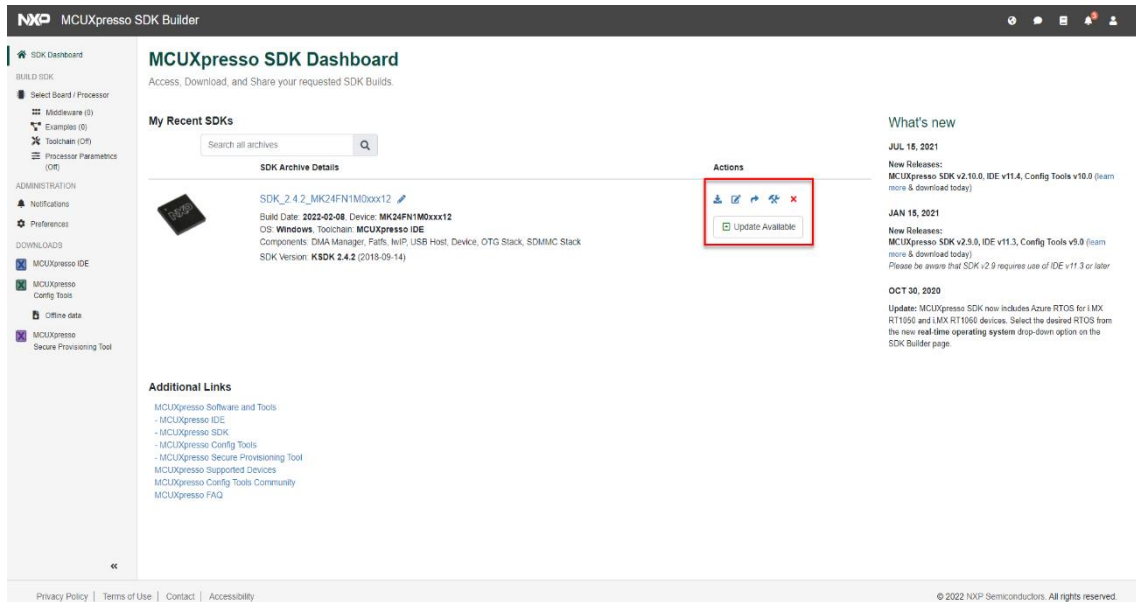 NXP MCUXpresso SDK Builder
SDK Dashboard
BUILD SDK
Select Board / Processor
Middleware (0)
Examples (0)
Toolchain (Off)
Processor Parametrics
(Off)
ADMINISTRATION
Notifications
Preferences
DOWNLOADS
MCUXpresso IDE
MCUXpresso
Config Tools
Offline data
MCUXpresso
Secure Provisioning Tool
«
MCUXpresso SDK Dashboard
Access, Download, and Share your requested SDK Builds.
My Recent SDKs
Search all archives
SDK Archive Details
Actions
NXP
SDK_2.4.2_MK24FN1M0xxx12
Build Date: 2022-02-08, Device: MK24FN1M0xxx12
OS: Windows, Toolchain: MCUXpresso IDE
Components: DMA Manager, Fatfs, lwIP, USB Host, Device, OTG Stack, SDMMC Stack
SDK Version: KSDK 2.4.2 (2018-09-14)
Update Available
Additional Links
MCUXpresso Software and Tools
- MCUXpresso IDE
- MCUXpresso SDK
- MCUXpresso Config Tools
- MCUXpresso Secure Provisioning Tool
MCUXpresso Supported Devices
MCUXpresso Config Tools Community
MCUXpresso FAQ
What's new
JUL 15, 2021
New Releases:
MCUXpresso SDK v2.10.0, IDE v11.4, Config Tools v10.0 (learn
more & download today)
JAN 15, 2021
New Releases:
MCUXpresso SDK v2.9.0, IDE v11.3, Config Tools v9.0 (learn
more & download today)
Please be aware that SDK v2.9 requires use of IDE v11.3 or later
OCT 30, 2020
Update: MCUXpresso SDK now includes Azure RTOS for i.MX
RT1050 and i.MX RT1060 devices. Select the desired RTOS from
the new real-time operating system drop-down option on the
SDK Builder page.
Privacy Policy | Terms of Use | Contact | Accessibility
© 2022 NXP Semiconductors. All rights reserved.